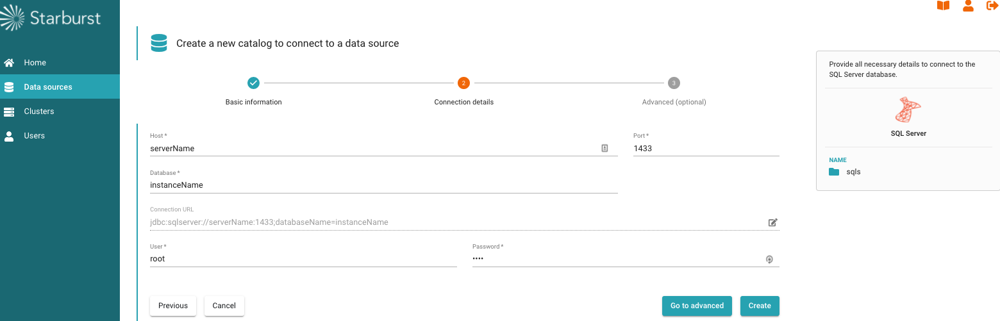 Starburst
Home
Data sources
Clusters
Users
Create a new catalog to connect to a data source
2
3
Basic information
Connection details
Advanced (optional)
Host *
serverName
Port *
1433
Database *
instanceName
Connection URL
jdbc:sqlserver://serverName:1433;databaseName=instanceName
User *
root
Password *
••••
Previous
Cancel
Go to advanced
Create
Provide all necessary details to connect to the
SQL Server database.
SQL Server
NAME
sqls